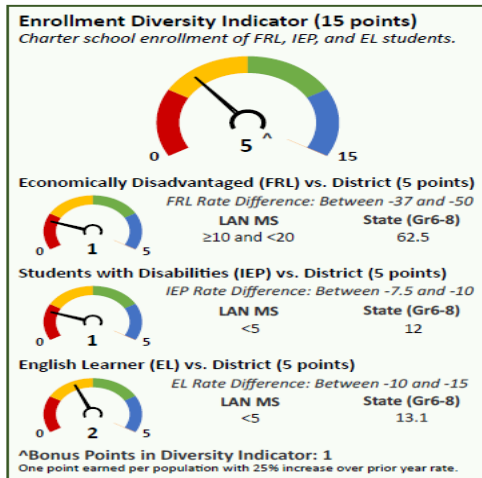 Enrollment Diversity Indicator (15 points)
Charter school enrollment of FRL, IEP, and EL students.
0 5^ 15
Economically Disadvantaged (FRL) vs. District (5 points)
FRL Rate Difference: Between -37 and -50
LAN MS State (Gr6-8)
0 1 5 ≥10 and <20 62.5
Students with Disabilities (IEP) vs. District (5 points)
IEP Rate Difference: Between -7.5 and -10
LAN MS State (Gr6-8)
0 1 5 <5 12
English Learner (EL) vs. District (5 points)
EL Rate Difference: Between -10 and -15
LAN MS State (Gr6-8)
0 2 5 <5 13.1
^Bonus Points in Diversity Indicator: 1
One point earned per population with 25% increase over prior year rate.